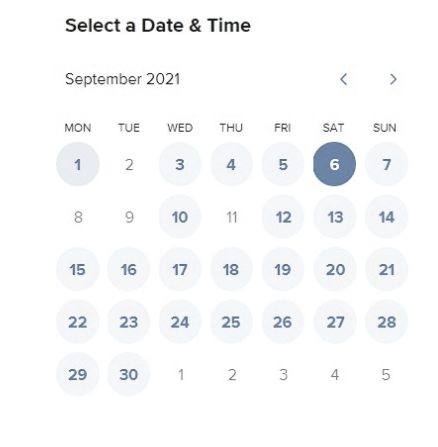 Select a Date & Time
September 2021
MON TUE WED THU FRI SAT SUN
1 2 3 4 5 6 7
8 9 10 11 12 13 14
15 16 17 18 19 20 21
22 23 24 25 26 27 28
29 30 1 2 3 4 5